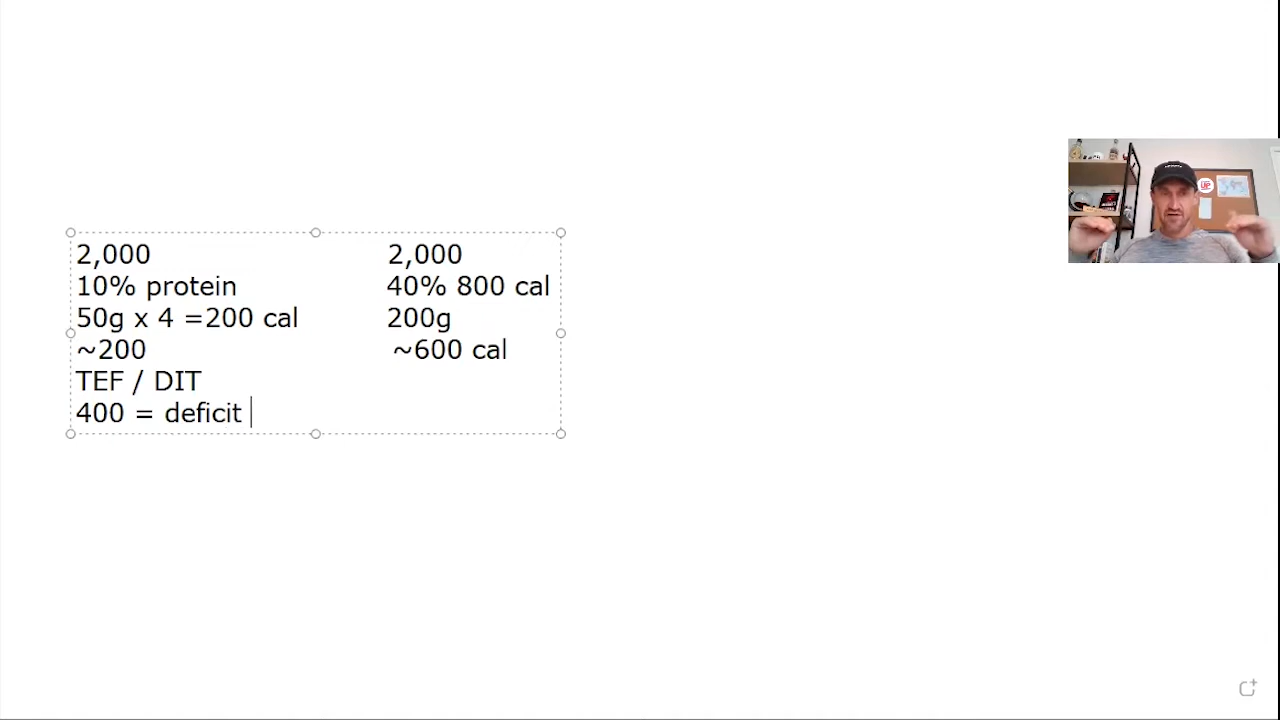 2,000 2,000
10% protein 40% 800 cal
50g x 4 =200 cal 200g
~200 ~600 cal
TEF / DIT
400 = deficit
UP